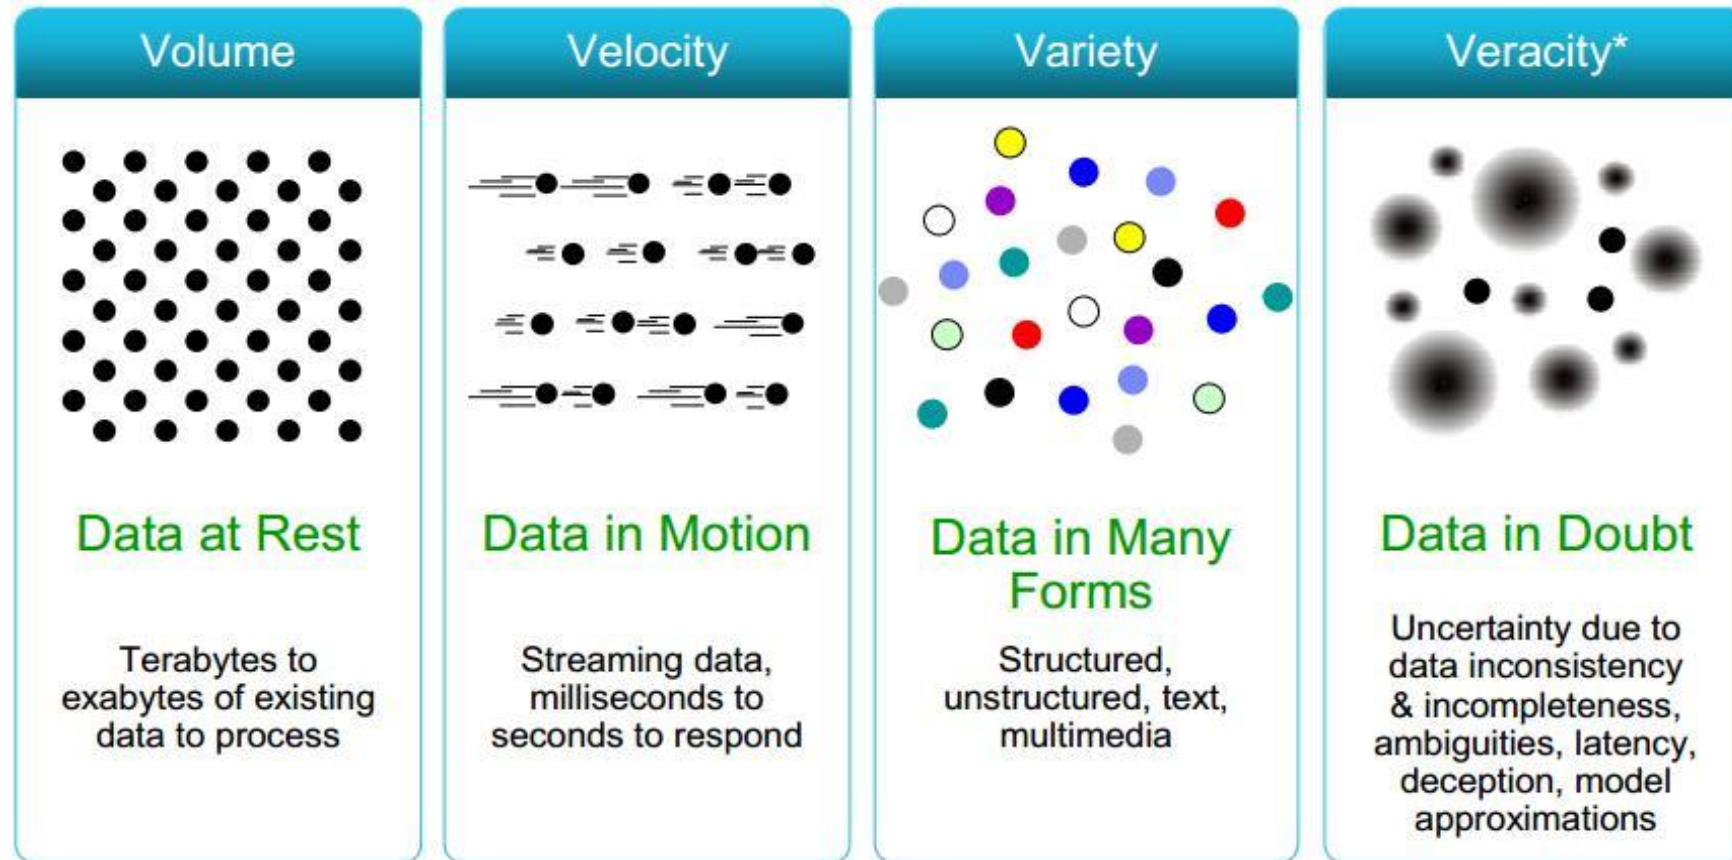 Volume
Data at Rest
Terabytes to
exabytes of existing
data to process
Velocity
Data in Motion
Streaming data,
milliseconds to
seconds to respond
Variety
Data in Many
Forms
Structured,
unstructured, text,
multimedia
Veracity*
Data in Doubt
Uncertainty due to
data inconsistency
& incompleteness,
ambiguities, latency,
deception, model
approximations